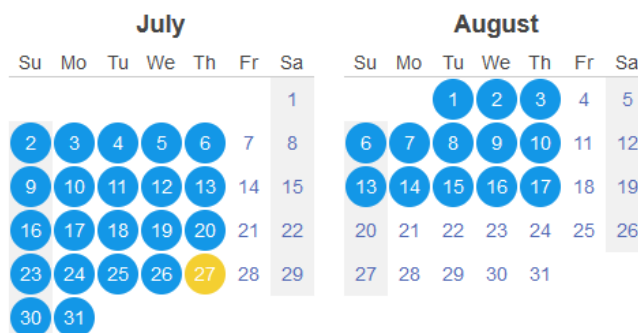 July
Su Mo Tu We Th Fr Sa
1
2 3 4 5 6 7 8
9 10 11 12 13 14 15
16 17 18 19 20 21 22
23 24 25 26 27 28 29
30 31
August
Su Mo Tu We Th Fr Sa
1 2 3 4 5
6 7 8 9 10 11 12
13 14 15 16 17 18 19
20 21 22 23 24 25 26
27 28 29 30 31